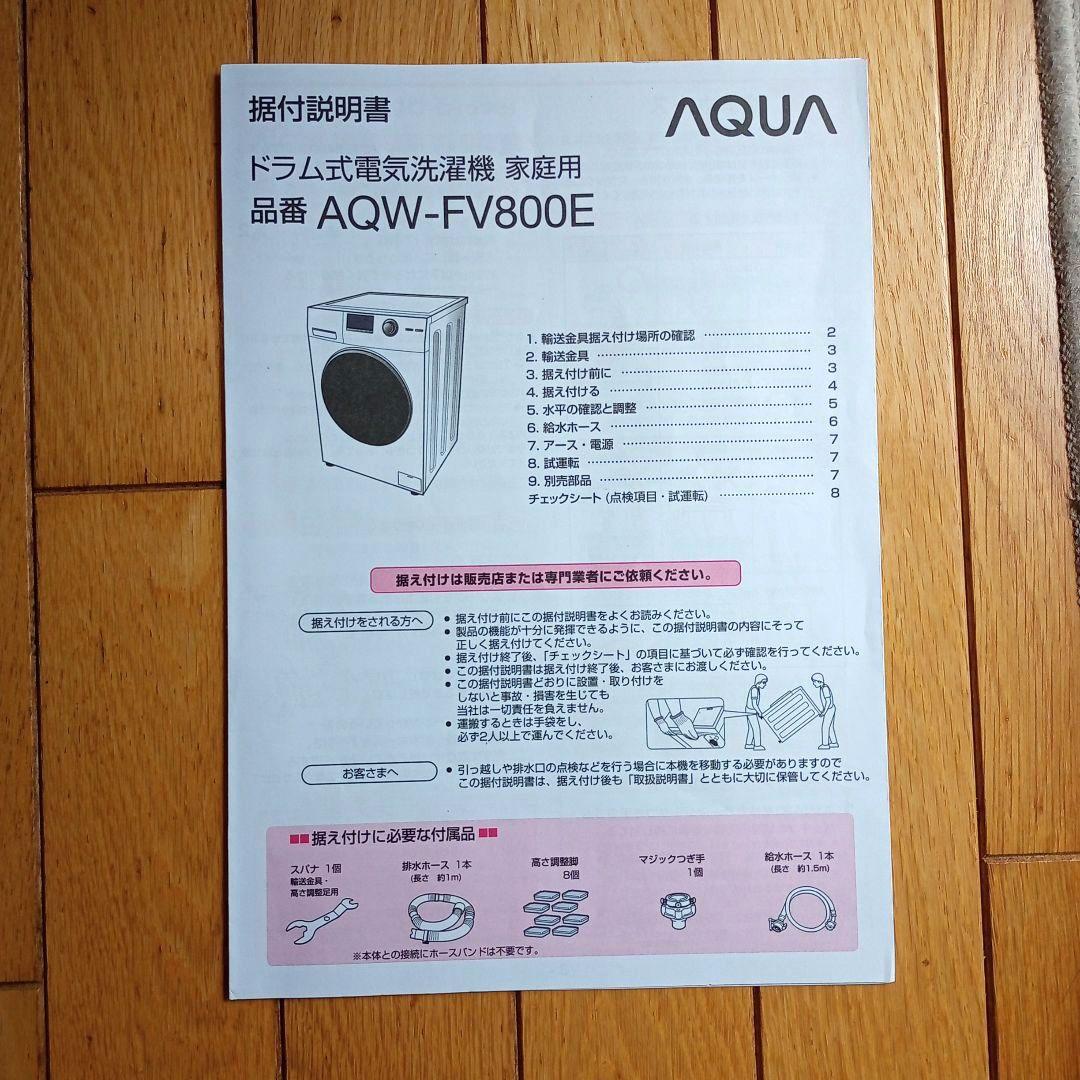 据付説明書
AQUA
ドラム式電気洗濯機 家庭用
品番 AQW-FV800E
1. 輸送金具据え付け場所の確認 ………………… 2
2. 輸送金具 ………………… 3
3. 据え付け前に ………………… 3
4. 据え付ける ………………… 4
5. 水平の確認と調整 ………………… 5
6. 給水ホース ………………… 6
7. アース・電源 ………………… 7
8. 試運転 ………………… 7
9. 別売部品 ………………… 7
チェックシート (点検項目・試運転) ………………… 8
据え付けは販売店または専門業者にご依頼ください。
据え付けをされる方へ
● 据え付け前にこの据付説明書をよくお読みください。
● 製品の機能が十分に発揮できるように、この据付説明書の内容にそって
正しく据え付けてください。
● 据え付け終了後、「チェックシート」の項目に基づいて必ず確認を行ってください。
● この据付説明書は据え付け終了後、お客さまにお渡しください。
● この据付説明書どおりに設置・取り付けを
しないと事故・損害を生じても
当社は一切責任を負えません。
● 運搬するときは手袋をし、
必ず2人以上で運んでください。
お客さまへ
● 引っ越しや排水口の点検などを行う場合に本機を移動する必要がありますので
この据付説明書は、据え付け後も「取扱説明書」とともに大切に保管してください。
■■据え付けに必要な付属品■■
スパナ 1個
輸送金具・
高さ調整足用
排水ホース 1本
(長さ 約1m)
高さ調整脚
8個
マジックつぎ手
1個
給水ホース 1本
(長さ 約1.5m)
※本体との接続にホースバンドは不要です。